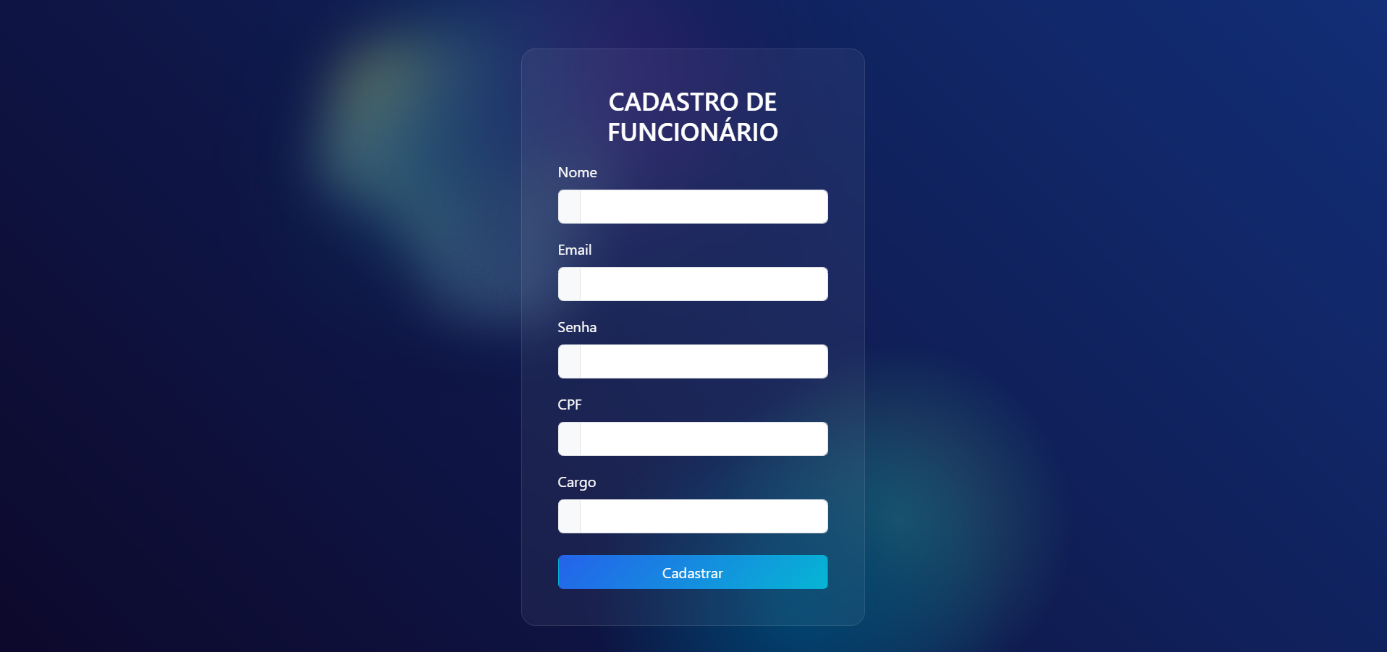 CADASTRO DE
FUNCIONÁRIO
Nome
Email
Senha
CPF
Cargo
Cadastrar